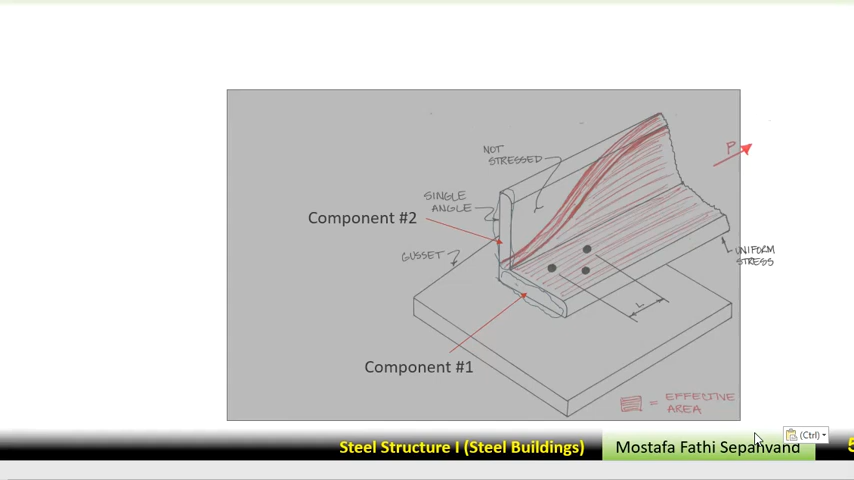 P
NOT
STRESSED
SINGLE
ANGLE
Component #2
GUSSET
UNIFORM
STRESS
L
Component #1
= EFFECTIVE
AREA
(Ctrl)
Steel Structure I (Steel Buildings)
Mostafa Fathi Sepahvand
5